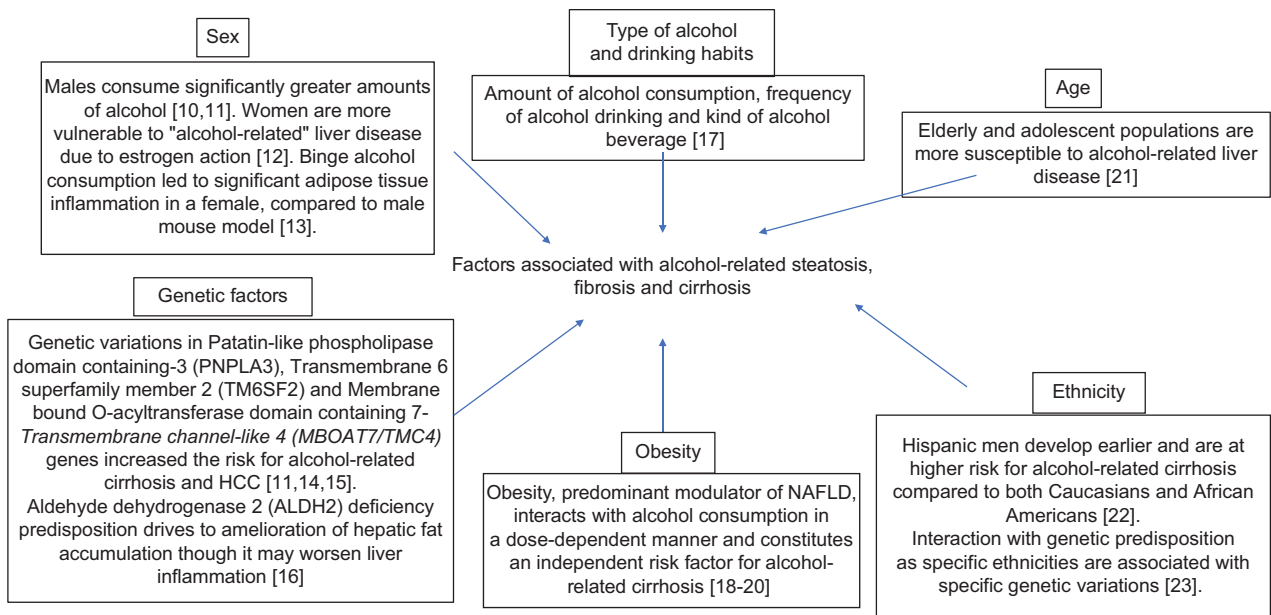 Sex
Males consume significantly greater amounts
of alcohol [10,11]. Women are more
vulnerable to "alcohol-related" liver disease
due to estrogen action [12]. Binge alcohol
consumption led to significant adipose tissue
inflammation in a female, compared to male
mouse model [13].
Type of alcohol
and drinking habits
Amount of alcohol consumption, frequency
of alcohol drinking and kind of alcohol
beverage [17]
Age
Elderly and adolescent populations are
more susceptible to alcohol-related liver
disease [21]
Factors associated with alcohol-related steatosis,
fibrosis and cirrhosis
Genetic factors
Genetic variations in Patatin-like phospholipase
domain containing-3 (PNPLA3), Transmembrane 6
superfamily member 2 (TM6SF2) and Membrane
bound O-acyltransferase domain containing 7-
Transmembrane channel-like 4 (MBOAT7/TMC4)
genes increased the risk for alcohol-related
cirrhosis and HCC [11,14,15].
Aldehyde dehydrogenase 2 (ALDH2) deficiency
predisposition drives to amelioration of hepatic fat
accumulation though it may worsen liver
inflammation [16]
Obesity
Obesity, predominant modulator of NAFLD,
interacts with alcohol consumption in
a dose-dependent manner and constitutes
an independent risk factor for alcohol-
related cirrhosis [18-20]
Ethnicity
Hispanic men develop earlier and are at
higher risk for alcohol-related cirrhosis
compared to both Caucasians and African
Americans [22].
Interaction with genetic predisposition
as specific ethnicities are associated with
specific genetic variations [23].